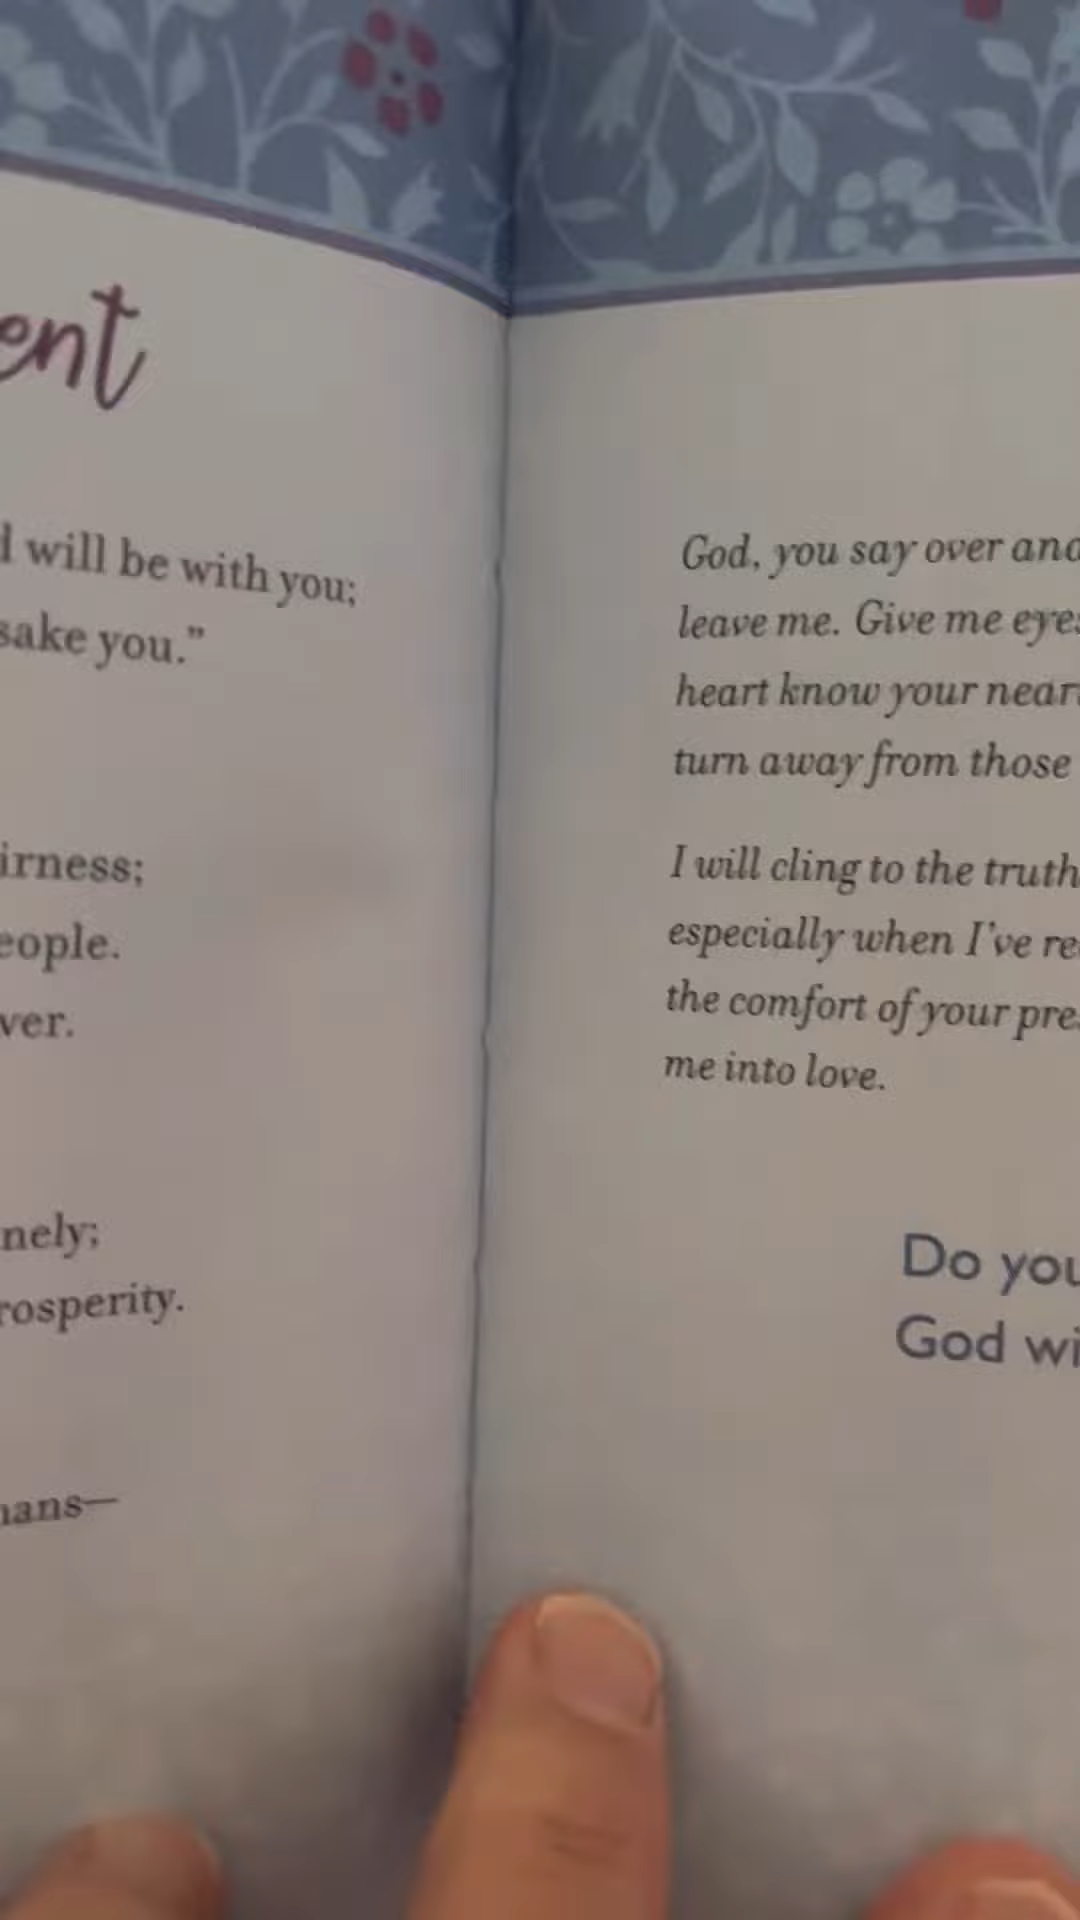 ent
will be with you;
sake you.”
irness;
eople.
ver.
nely;
rosperity.
ans—
God, you say over and
leave me. Give me eyes
heart know your near
turn away from those
I will cling to the truth
especially when I’ve re
the comfort of your pre
me into love.
Do you
God wi